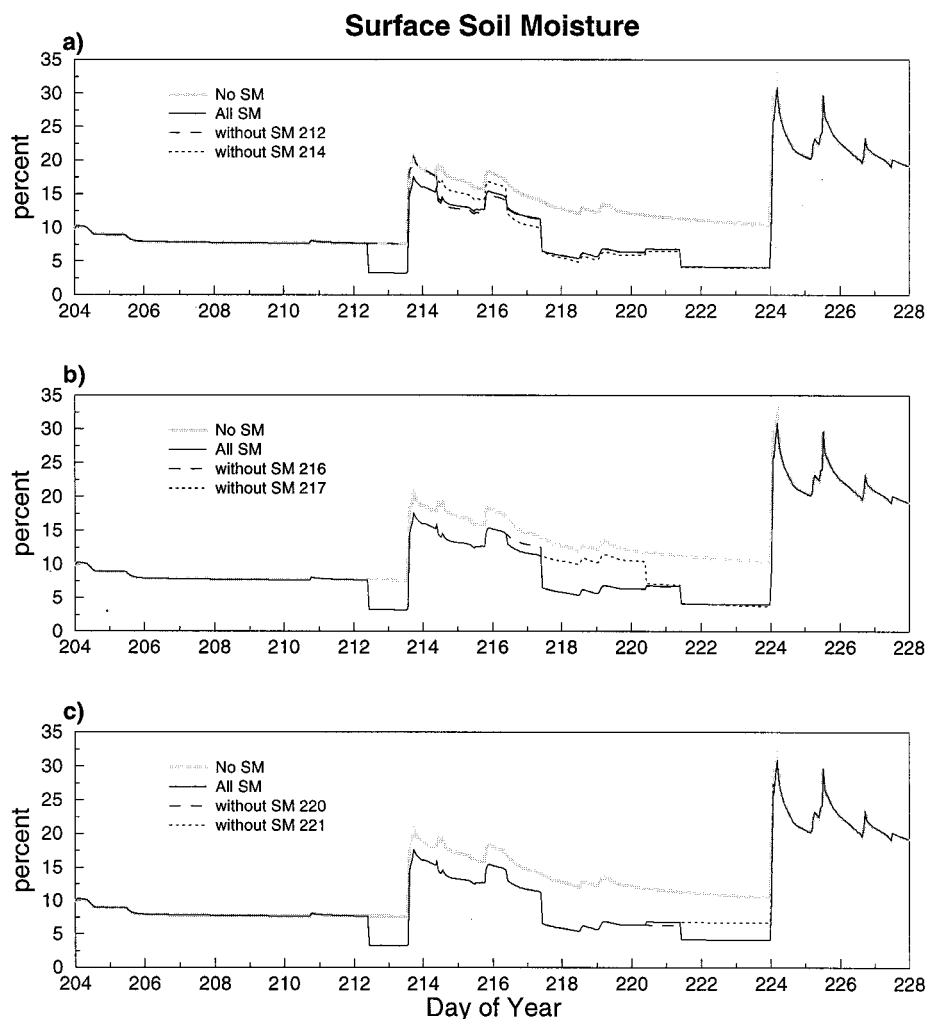 Surface Soil Moisture
a)
35
30
25
20
15
10
5
0
percent
No SM
All SM
without SM 212
without SM 214
204 206 208 210 212 214 216 218 220 222 224 226 228
b)
35
30
25
20
15
10
5
0
percent
No SM
All SM
without SM 216
without SM 217
204 206 208 210 212 214 216 218 220 222 224 226 228
c)
35
30
25
20
15
10
5
0
percent
No SM
All SM
without SM 220
without SM 221
204 206 208 210 212 214 216 218 220 222 224 226 228
Day of Year